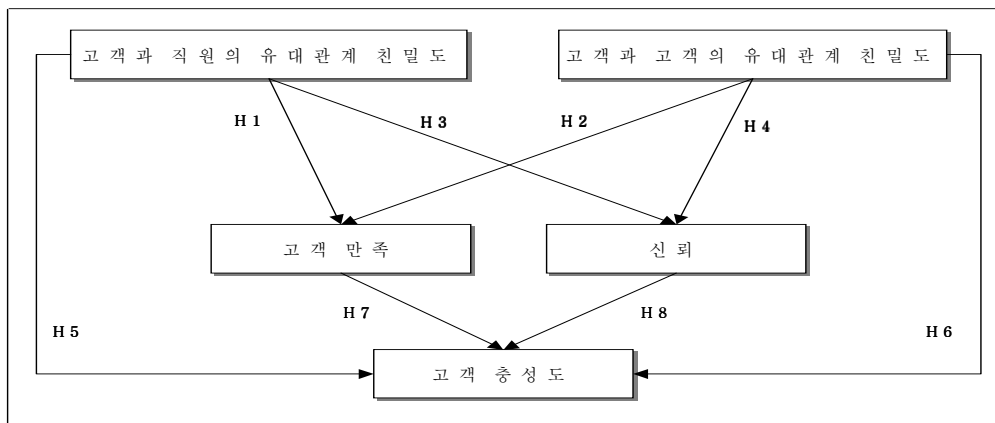 고객과 직원의 유대관계 친밀도
고객과 고객의 유대관계 친밀도
H1
H3
H2
H4
고객 만족
신뢰
H7
H8
H5
H6
고객 충성도